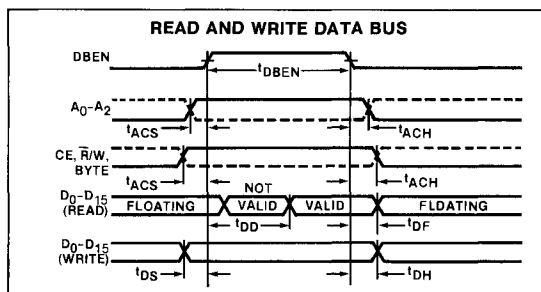 READ AND WRITE DATA BUS
DBEN
tDBEN
A0-A2
tACS
tACH
CE, R̅/W,
BYTE
tACS
NOT
tACH
D0-D15
(READ)
FLOATING
VALID
VALID
FLDATING
tDD
tDF
D0-D15
(WRITE)
tDS
tDH